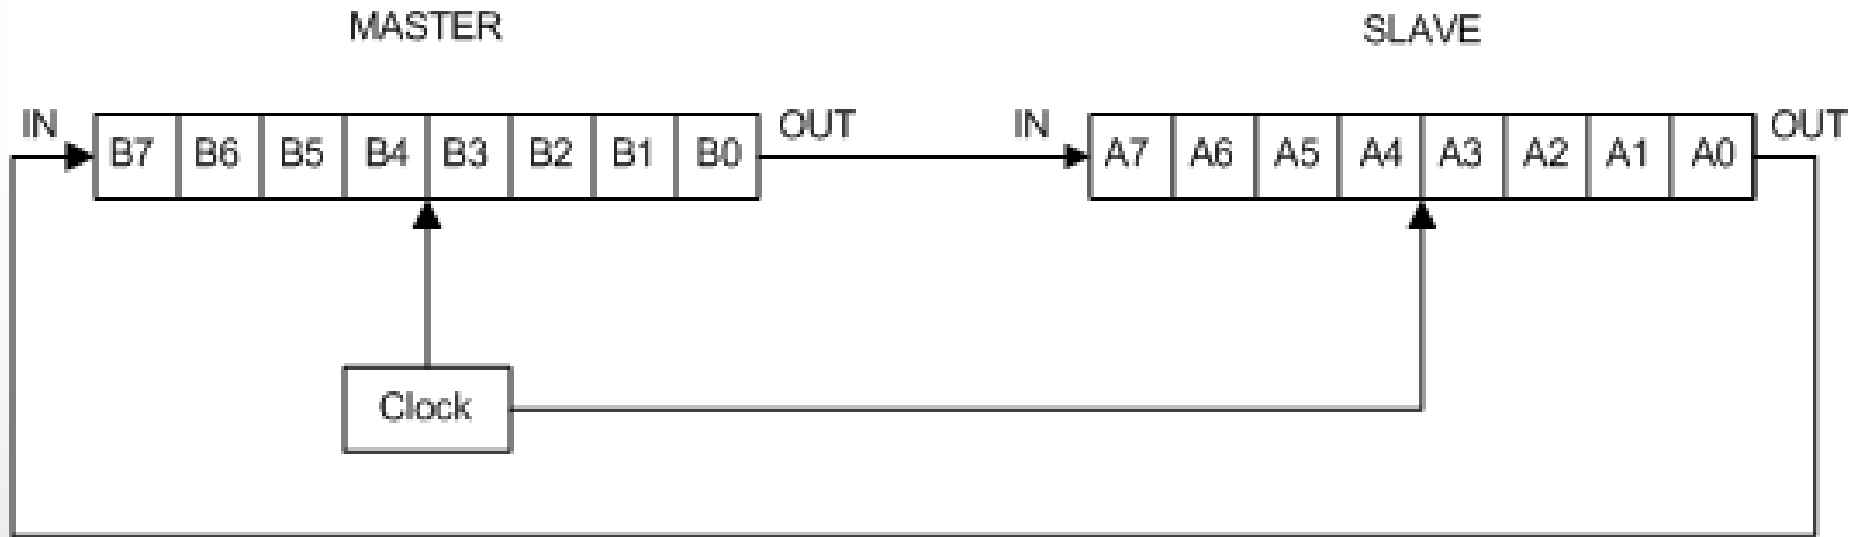 MASTER SLAVE
IN B7 B6 B5 B4 B3 B2 B1 B0 OUT IN A7 A6 A5 A4 A3 A2 A1 A0 OUT
Clock